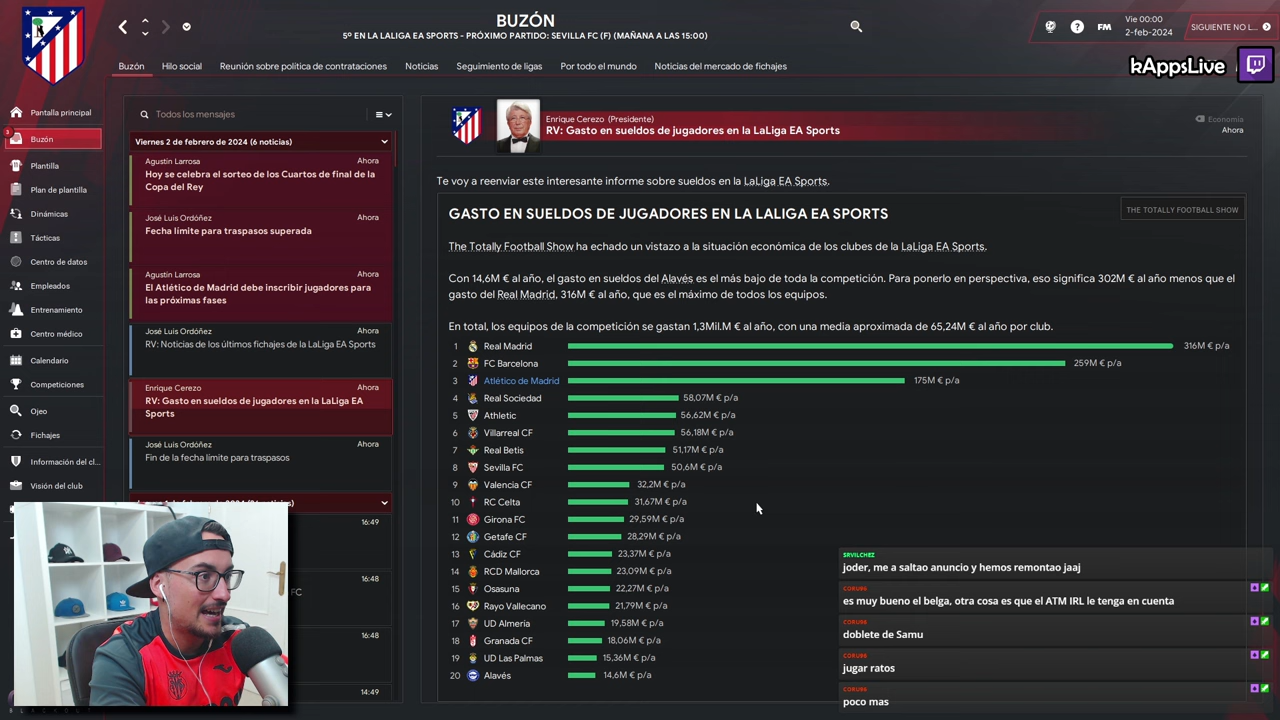 BUZÓN
5º EN LA LALIGA EA SPORTS - PRÓXIMO PARTIDO: SEVILLA FC (F) (MAÑANA A LAS 15:00)
FM
Vie 00:00
2-feb-2024
SIGUIENTE NO L...
Buzón
Hilo social
Reunión sobre política de contrataciones
Noticias
Seguimiento de ligas
Por todo el mundo
Noticias del mercado de fichajes
kAppsLive
Pantalla principal
3
Buzón
Plantilla
Plan de plantilla
Dinámicas
Tácticas
Centro de datos
Empleados
Entrenamiento
Centro médico
Calendario
Competiciones
Ojeo
Fichajes
Información del cl...
Visión del club
Todos los mensajes
Viernes 2 de febrero de 2024 (6 noticias)
Agustín Larrosa Ahora
Hoy se celebra el sorteo de los Cuartos de final de la
Copa del Rey
José Luis Ordóñez Ahora
Fecha límite para traspasos superada
Agustín Larrosa Ahora
El Atlético de Madrid debe inscribir jugadores para
las próximas fases
José Luis Ordóñez Ahora
RV: Noticias de los últimos fichajes de la LaLiga EA Sports
Enrique Cerezo Ahora
RV: Gasto en sueldos de jugadores en la LaLiga EA
Sports
José Luis Ordóñez Ahora
Fin de la fecha límite para traspasos
16:49
16:48
FC
16:48
14:49
Enrique Cerezo (Presidente)
RV: Gasto en sueldos de jugadores en la LaLiga EA Sports
Economía
Ahora
Te voy a reenviar este interesante informe sobre sueldos en la LaLiga EA Sports.
GASTO EN SUELDOS DE JUGADORES EN LA LALIGA EA SPORTS
THE TOTALLY FOOTBALL SHOW
The Totally Football Show ha echado un vistazo a la situación económica de los clubes de la LaLiga EA Sports.
Con 14,6M € al año, el gasto en sueldos del Alavés es el más bajo de toda la competición. Para ponerlo en perspectiva, eso significa 302M € al año menos que el
gasto del Real Madrid, 316M € al año, que es el máximo de todos los equipos.
En total, los equipos de la competición se gastan 1,3Mil.M € al año, con una media aproximada de 65,24M € al año por club.
1 Real Madrid 316M € p/a
2 FC Barcelona 259M € p/a
3 Atlético de Madrid 175M € p/a
4 Real Sociedad 58,07M € p/a
5 Athletic 56,62M € p/a
6 Villarreal CF 56,18M € p/a
7 Real Betis 51,17M € p/a
8 Sevilla FC 50,6M € p/a
9 Valencia CF 32,2M € p/a
10 RC Celta 31,67M € p/a
11 Girona FC 29,59M € p/a
12 Getafe CF 28,29M € p/a
13 Cádiz CF 23,37M € p/a
14 RCD Mallorca 23,09M € p/a
15 Osasuna 22,27M € p/a
16 Rayo Vallecano 21,79M € p/a
17 UD Almería 19,58M € p/a
18 Granada CF 18,06M € p/a
19 UD Las Palmas 15,36M € p/a
20 Alavés 14,6M € p/a
SRVILCHEZ
joder, me a saltao anuncio y hemos remontao jaaj
CORU98
es muy bueno el belga, otra cosa es que el ATM IRL le tenga en cuenta
CORU98
doblete de Samu
CORU98
jugar ratos
CORU98
poco mas